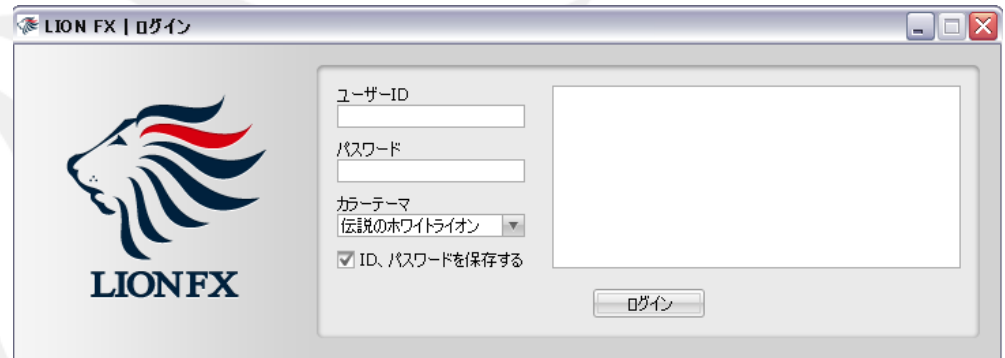 LION FX | ログイン
ユーザーID
パスワード
カラーテーマ
伝説のホワイトライオン
ID、パスワードを保存する
ログイン
LION FX